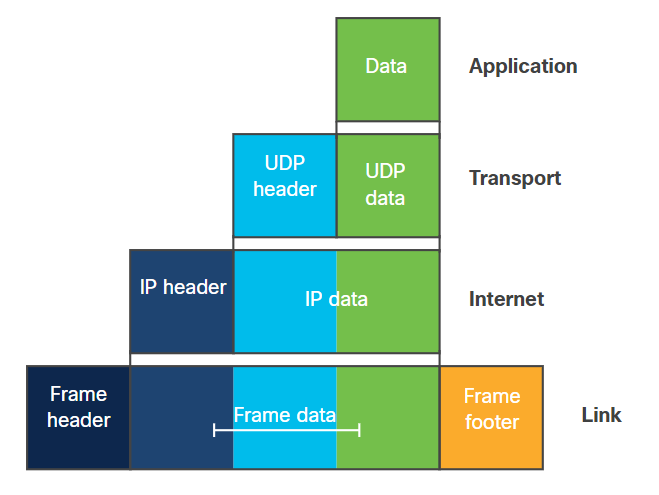 Data
Application
UDP
header
UDP
data
Transport
IP header
IP data
Internet
Frame
header
Frame data
Frame
footer
Link